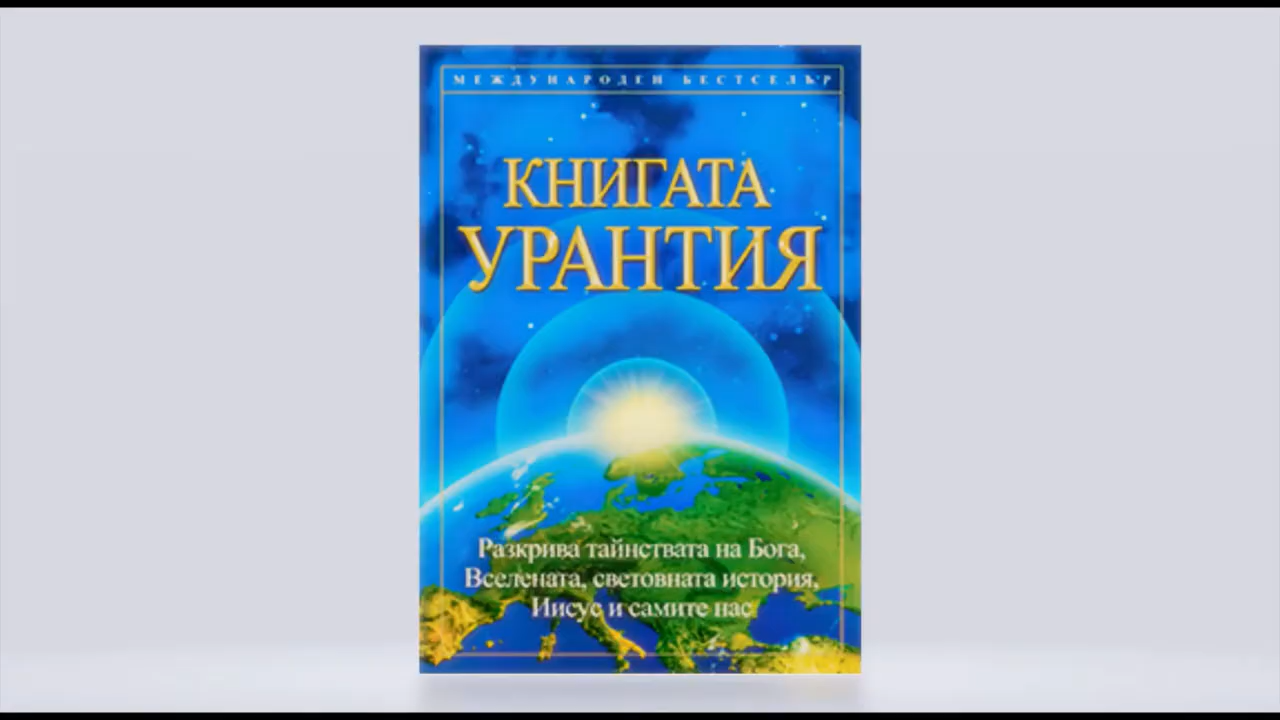 МЕЖДУНАРОДЕН БЕСТСЕЛЪР
КНИГАТА
УРАНТИЯ
Разкрива тайнствата на Бога,
Вселената, световната история,
Иисус и самите нас